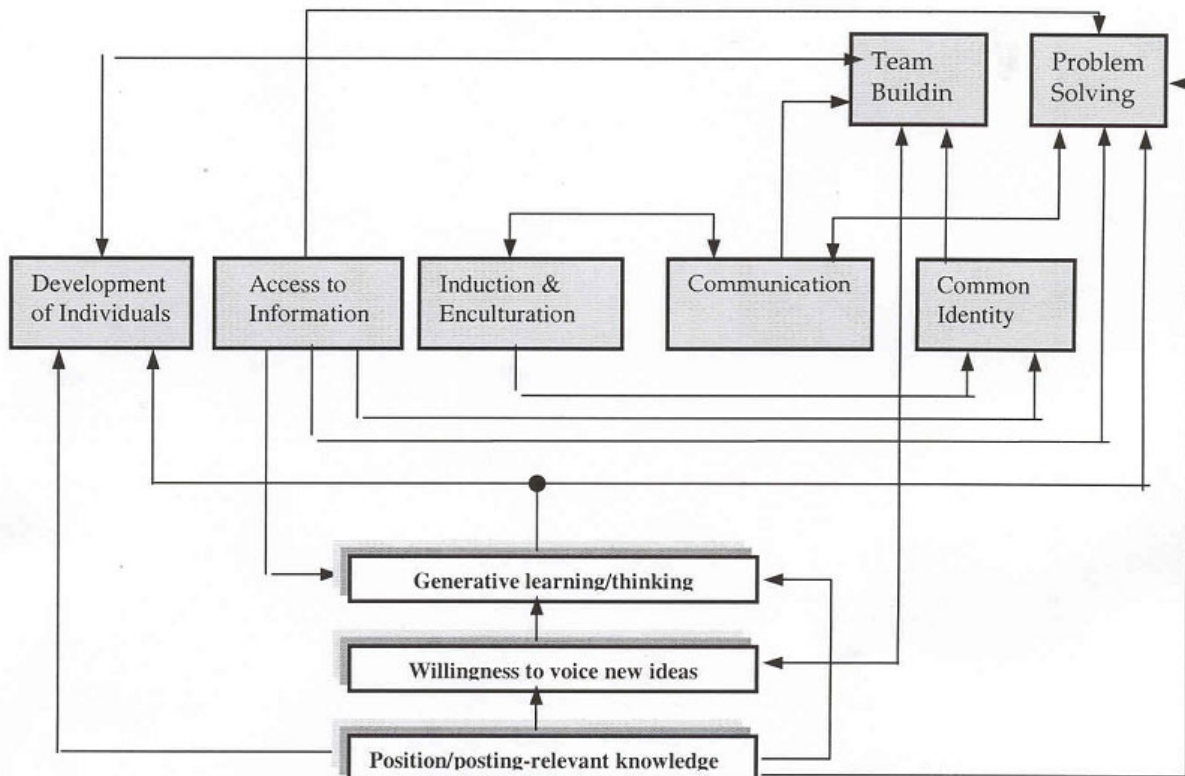 Team
Buildin
Problem
Solving
Development
of Individuals
Access to
Information
Induction &
Enculturation
Communication
Common
Identity
Generative learning/thinking
Willingness to voice new ideas
Position/posting-relevant knowledge